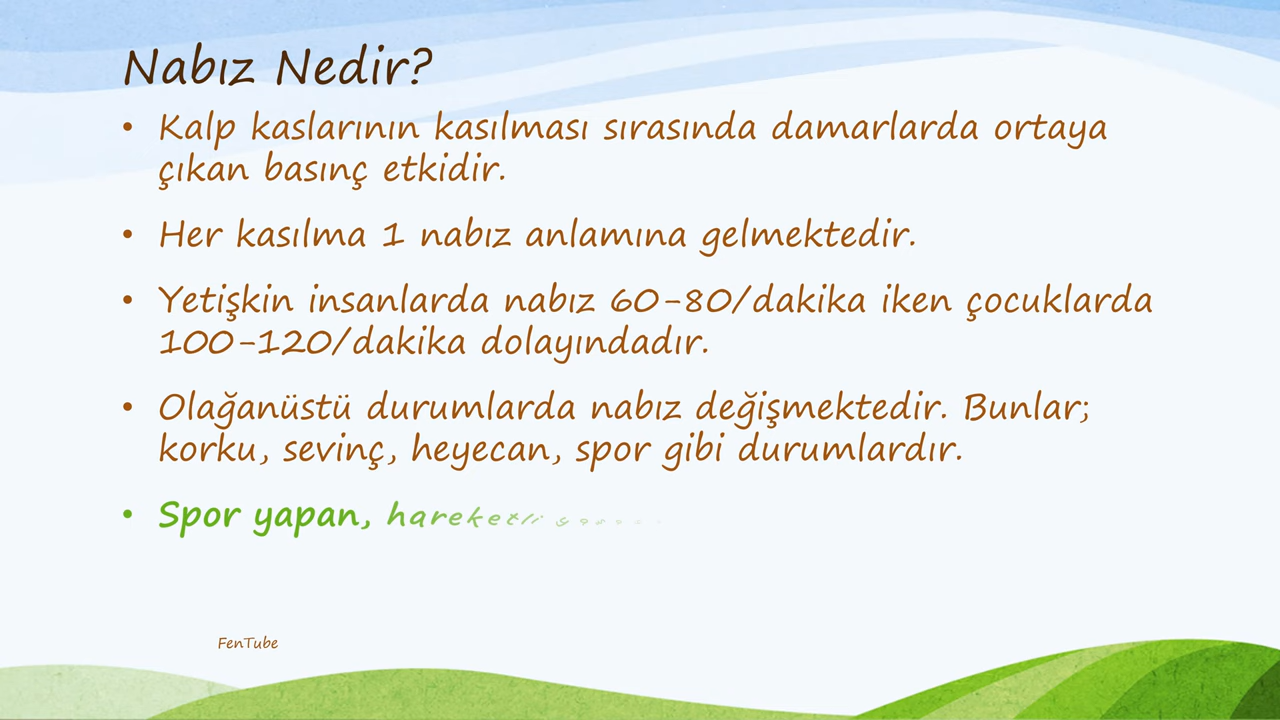 Nabız Nedir?
• Kalp kaslarının kasılması sırasında damarlarda ortaya
çıkan basınç etkidir.
• Her kasılma 1 nabız anlamına gelmektedir.
• Yetişkin insanlarda nabız 60-80/dakika iken çocuklarda
100-120/dakika dolayındadır.
• Olağanüstü durumlarda nabız değişmektedir. Bunlar;
korku, sevinç, heyecan, spor gibi durumlardır.
• Spor yapan, hareketli
FenTube